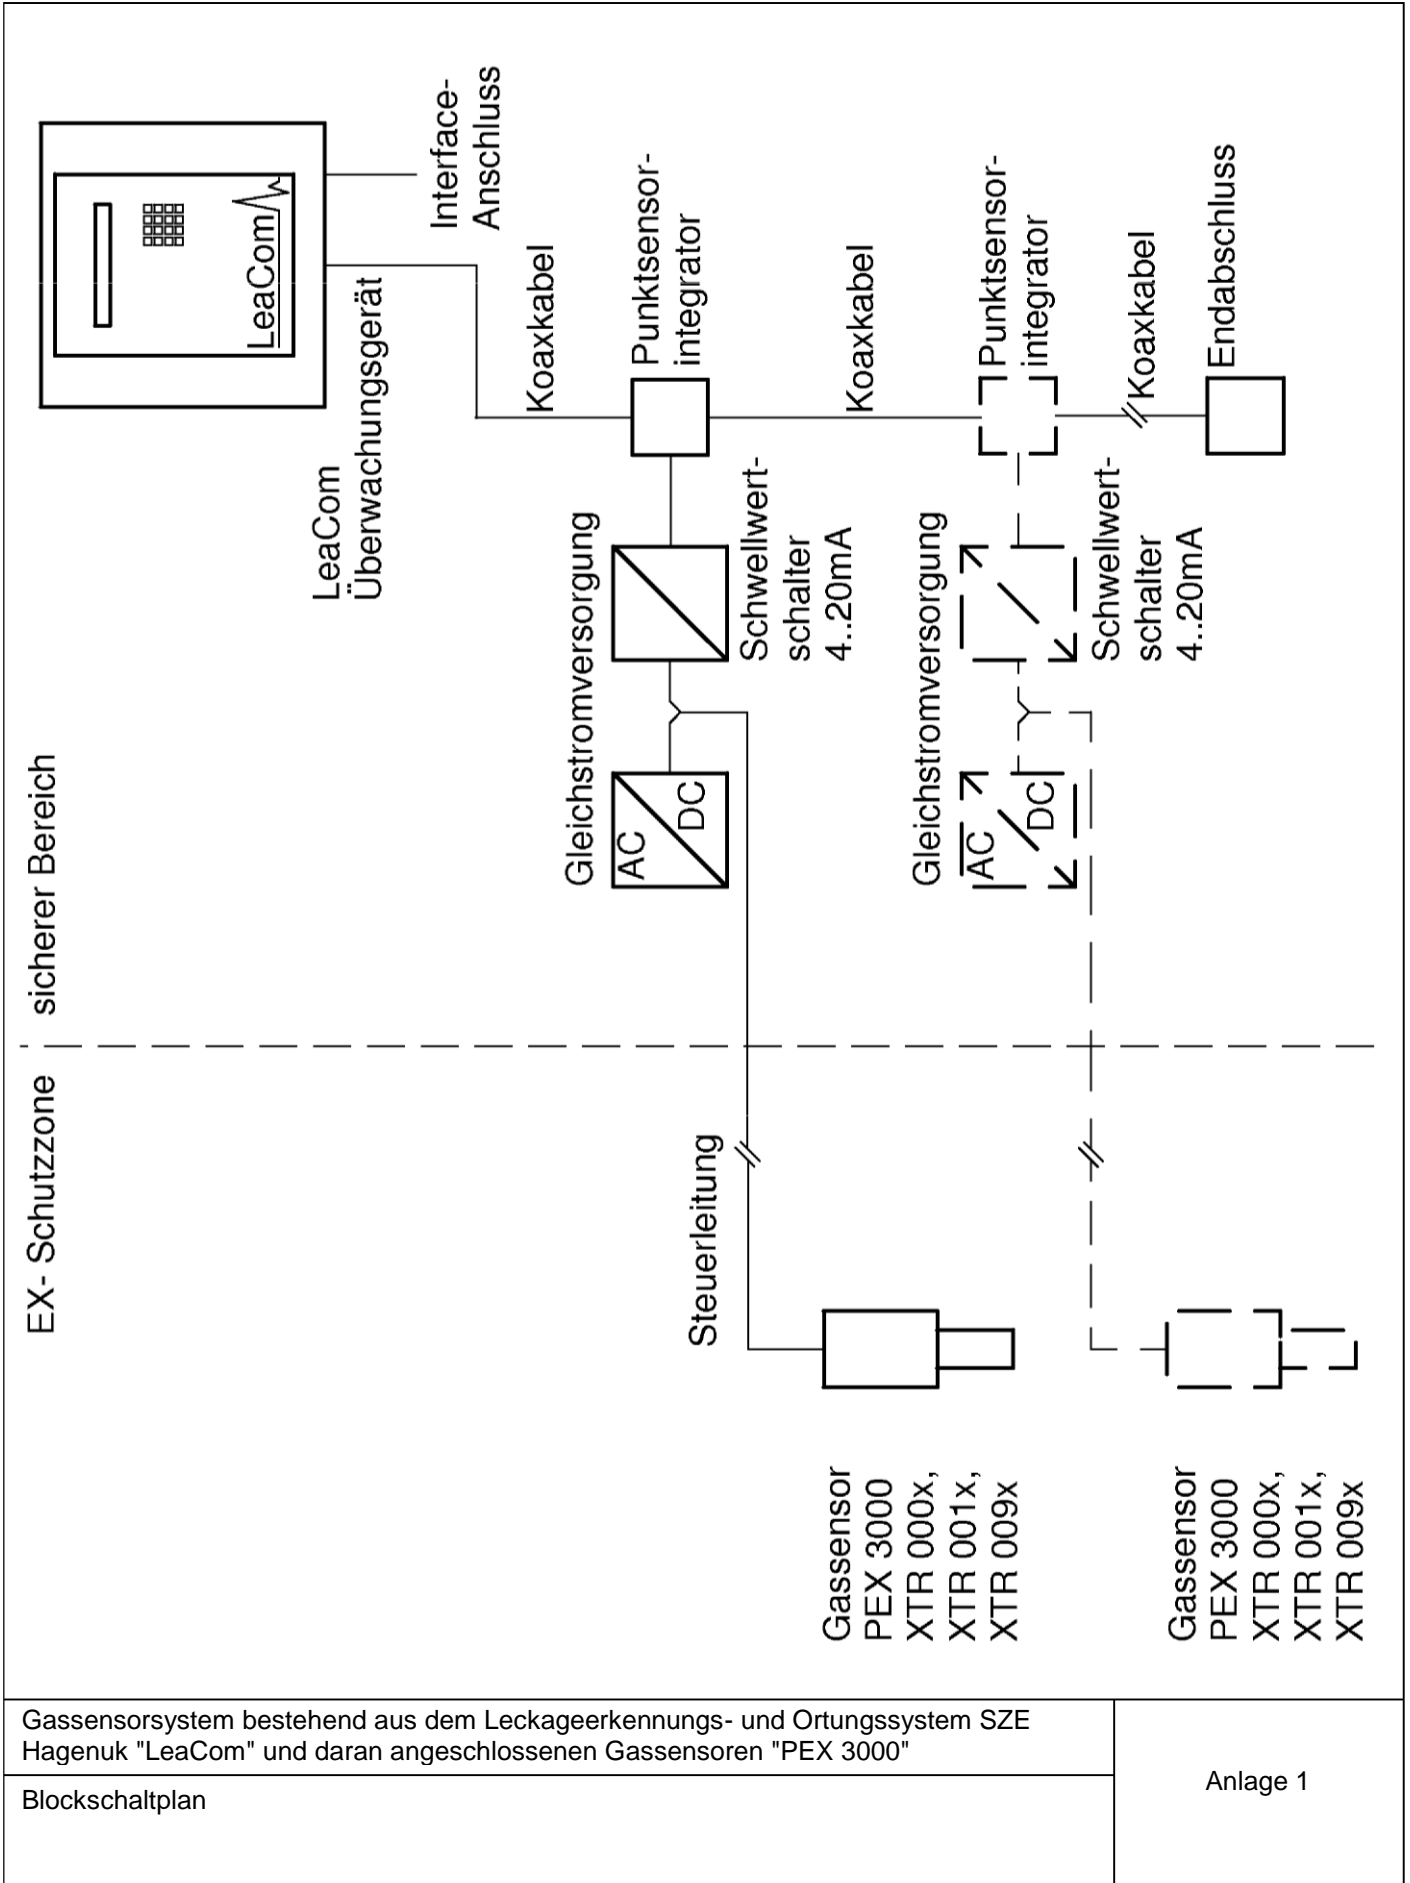 EX- Schutzzone
sicherer Bereich
LeaCom
LeaCom
Überwachungsgerät
Interface-
Anschluss
Koaxkabel
Gleichstromversorgung
AC
DC
Punktsensor-
integrator
Schwellwert-
schalter
4..20mA
Steuerleitung
Gassensor
PEX 3000
XTR 000x,
XTR 001x,
XTR 009x
Koaxkabel
Gleichstromversorgung
AC
DC
Punktsensor-
integrator
Schwellwert-
schalter
4..20mA
Koaxkabel
Endabschluss
Gassensor
PEX 3000
XTR 000x,
XTR 001x,
XTR 009x
Gassensorsystem bestehend aus dem Leckageerkennungs- und Ortungssystem SZE
Hagenuk "LeaCom" und daran angeschlossenen Gassensoren "PEX 3000"
Blockschaltplan
Anlage 1